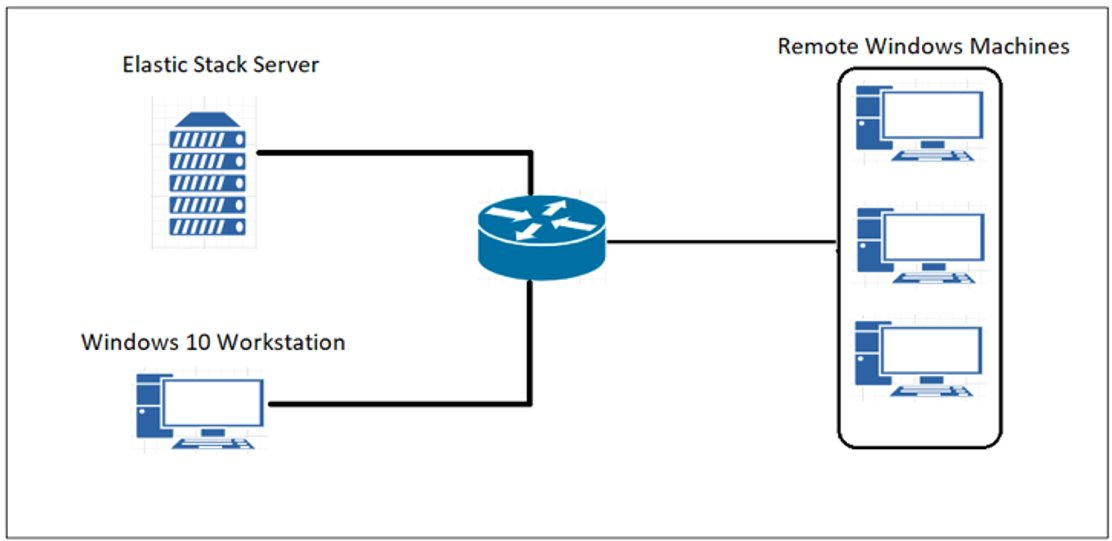 Remote Windows Machines
Elastic Stack Server
Windows 10 Workstation